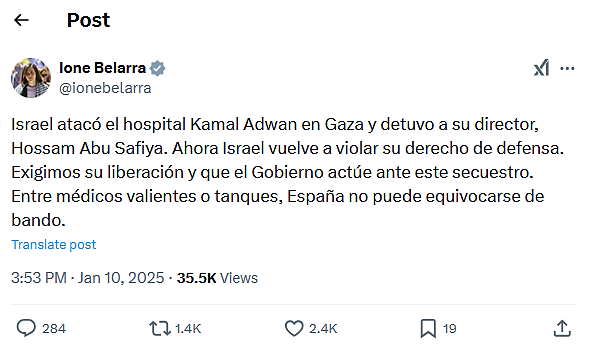 Post
Ione Belarra
@ionebelarra
Israel atacó el hospital Kamal Adwan en Gaza y detuvo a su director,
Hossam Abu Safiya. Ahora Israel vuelve a violar su derecho de defensa.
Exigimos su liberación y que el Gobierno actúe ante este secuestro.
Entre médicos valientes o tanques, España no puede equivocarse de
bando.
Translate post
3:53 PM · Jan 10, 2025 · 35.5K Views
284 1.4K 2.4K 19